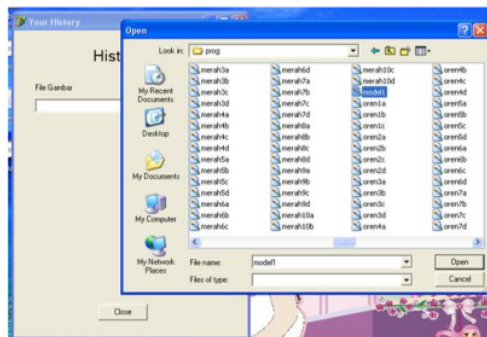 Your History
Hist
File Gambar
Close
Open
Look in:
prog
My Recent
Documents
Desktop
My Documents
My Computer
My Network
Places
merah3a
merah3b
merah3c
merah3d
merah4a
merah4b
merah4c
merah4d
merah5a
merah5b
merah5c
merah5d
merah6a
merah6b
merah6c
merah6d
merah7a
merah7b
merah7c
merah7d
merah8a
merah8b
merah8c
merah8d
merah9a
merah9b
merah9c
merah9d
merah10a
merah10b
merah10c
merah10d
model1
oren1a
oren1b
oren1c
oren2a
oren2b
oren2c
oren2d
oren3a
oren3b
oren3c
oren3d
oren4a
oren4b
oren4c
oren4d
oren5a
oren5b
oren5c
oren5d
oren6a
oren6b
oren6c
oren6d
oren7a
oren7b
oren7c
oren7d
File name:
model1
Open
Files of type:
Cancel